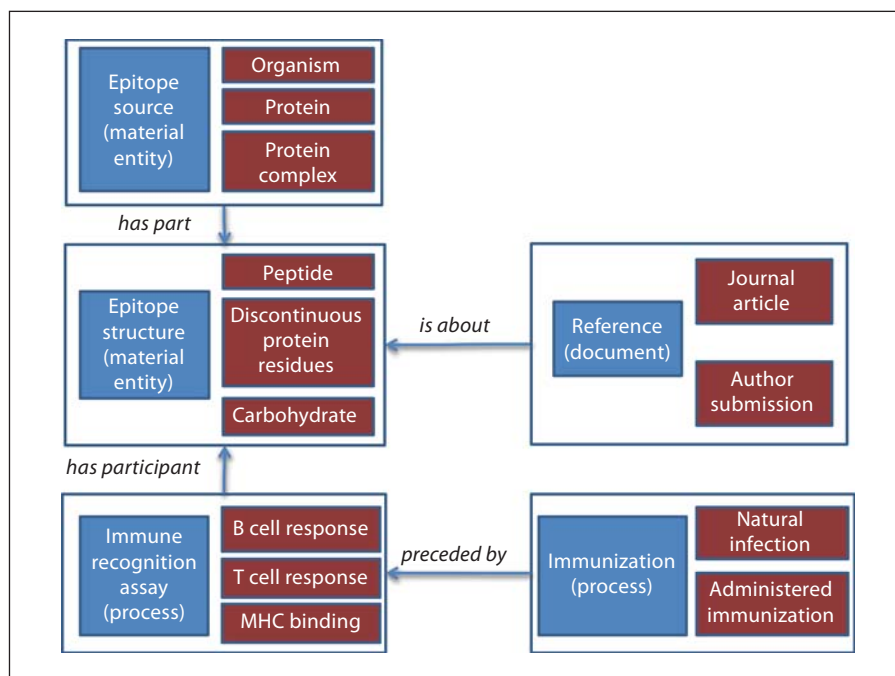 Epitope
source
(material
entity)
Organism
Protein
Protein
complex
has part
Epitope
structure
(material
entity)
Peptide
Discontinuous
protein
residues
Carbohydrate
is about
Reference
(document)
Journal
article
Author
submission
has participant
Immune
recognition
assay
(process)
B cell response
T cell response
MHC binding
preceded by
Immunization
(process)
Natural
infection
Administered
immunization